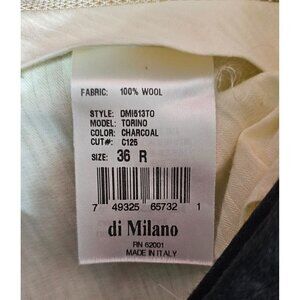 FABRIC: 100% WOOL
STYLE: DMI513TO
MODEL: TORINO
COLOR: CHARCOAL
CUT#: C125
SIZE: 36 R
7 49325 65732 1
di Milano
RN 62001
MADE IN ITALY